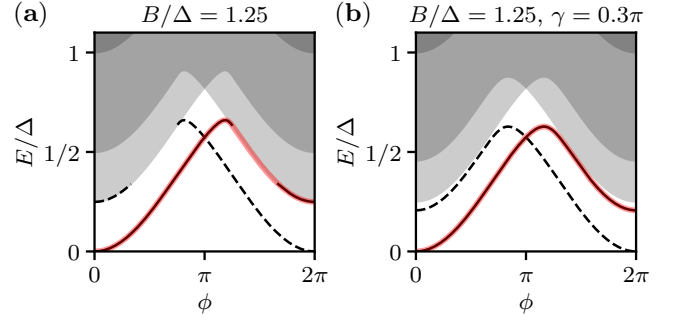 (a) B/Δ = 1.25
E/Δ
1
1/2
0
0 π 2π
ϕ
(b) B/Δ = 1.25, γ = 0.3π
E/Δ
1
1/2
0
0 π 2π
ϕ